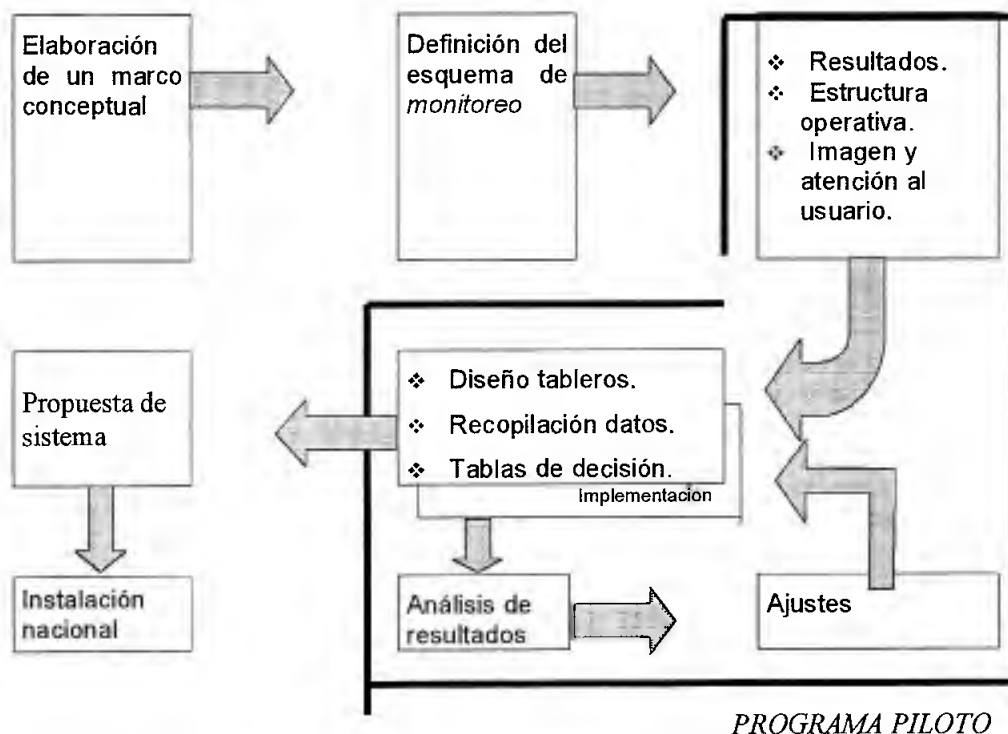 Elaboración
de un marco
conceptual
Definición del
esquema de
monitoreo
❖ Resultados.
❖ Estructura
operativa.
❖ Imagen y
atención al
usuario.
Propuesta de
sistema
❖ Diseño tableros.
❖ Recopilación datos.
❖ Tablas de decisión.
Implementación
Instalación
nacional
Análisis de
resultados
Ajustes
PROGRAMA PILOTO